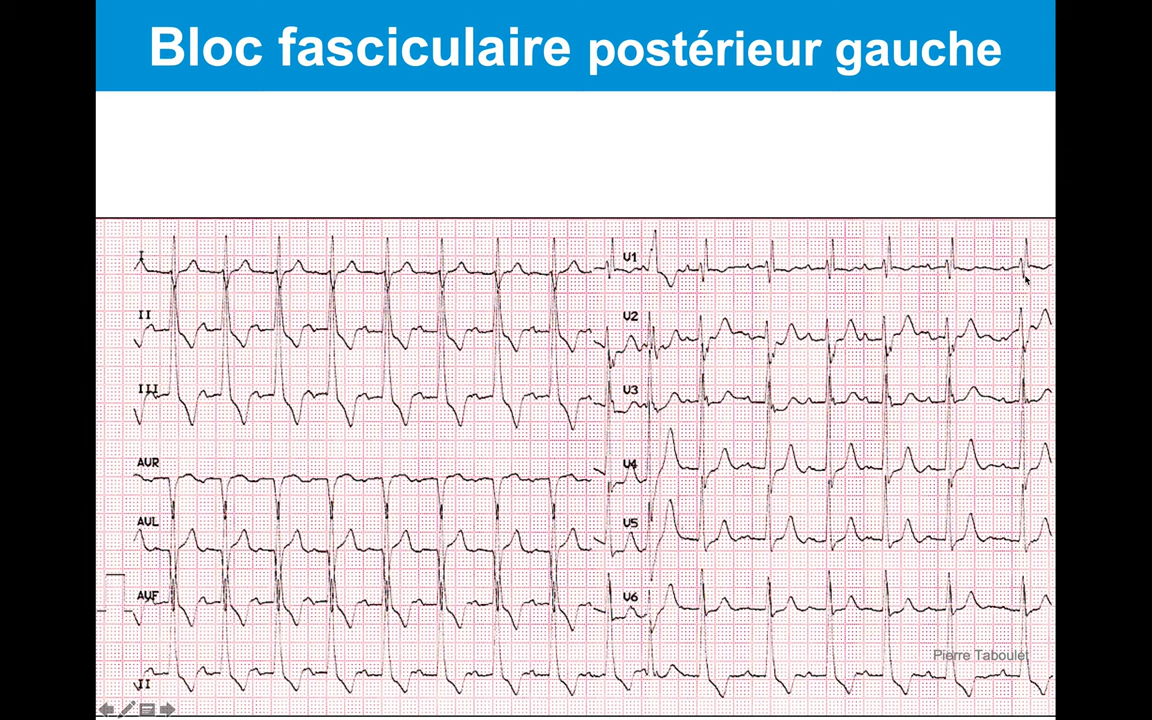 Bloc fasciculaire postérieur gauche
I
II
III
AVR
AVL
AVF
II
V1
V2
V3
V4
V5
V6
Pierre Taboulet